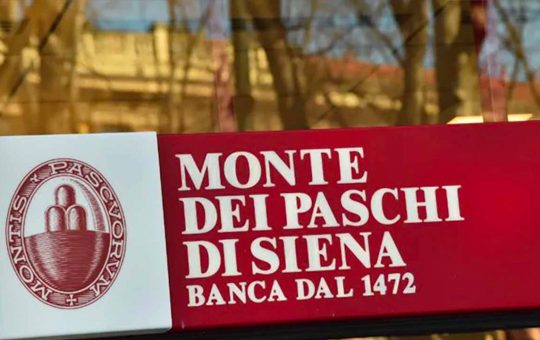 MONTIS PASCVORVM
MONTE
DEI PASCHI
DI SIENA
BANCA DAL 1472